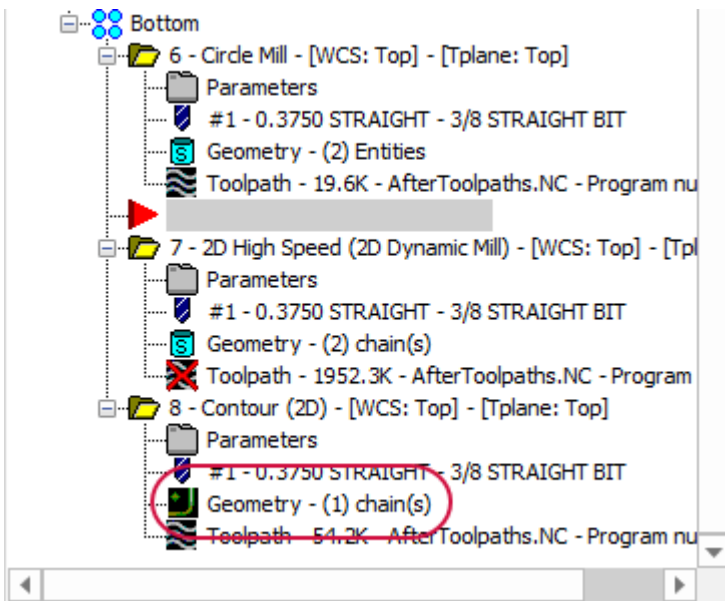 Bottom
6 - Circle Mill - [WCS: Top] - [Tplane: Top]
Parameters
#1 - 0.3750 STRAIGHT - 3/8 STRAIGHT BIT
Geometry - (2) Entities
Toolpath - 19.6K - AfterToolpaths.NC - Program nu
7 - 2D High Speed (2D Dynamic Mill) - [WCS: Top] - [Tpl
Parameters
#1 - 0.3750 STRAIGHT - 3/8 STRAIGHT BIT
Geometry - (2) chain(s)
Toolpath - 1952.3K - AfterToolpaths.NC - Program
8 - Contour (2D) - [WCS: Top] - [Tplane: Top]
Parameters
#1 - 0.3750 STRAIGHT - 3/8 STRAIGHT BIT
Geometry - (1) chain(s)
Toolpath - 54.2K - AfterToolpaths.NC - Program nu